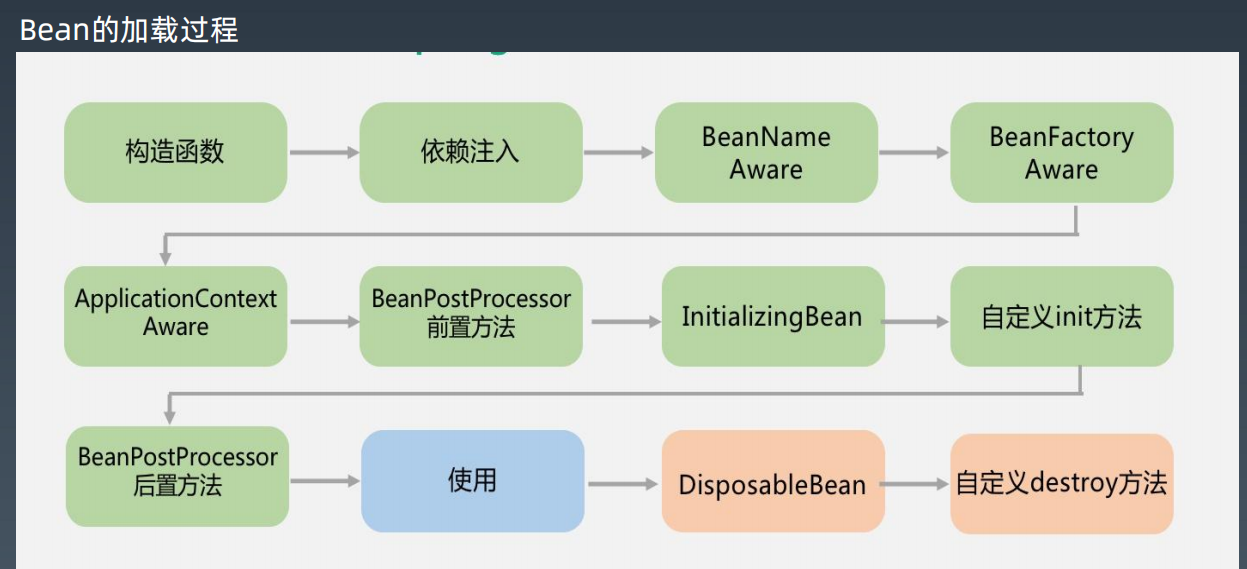 Bean的加载过程
构造函数
依赖注入
BeanName
Aware
BeanFactory
Aware
ApplicationContext
Aware
BeanPostProcessor
前置方法
InitializingBean
自定义init方法
BeanPostProcessor
后置方法
使用
DisposableBean
自定义destroy方法